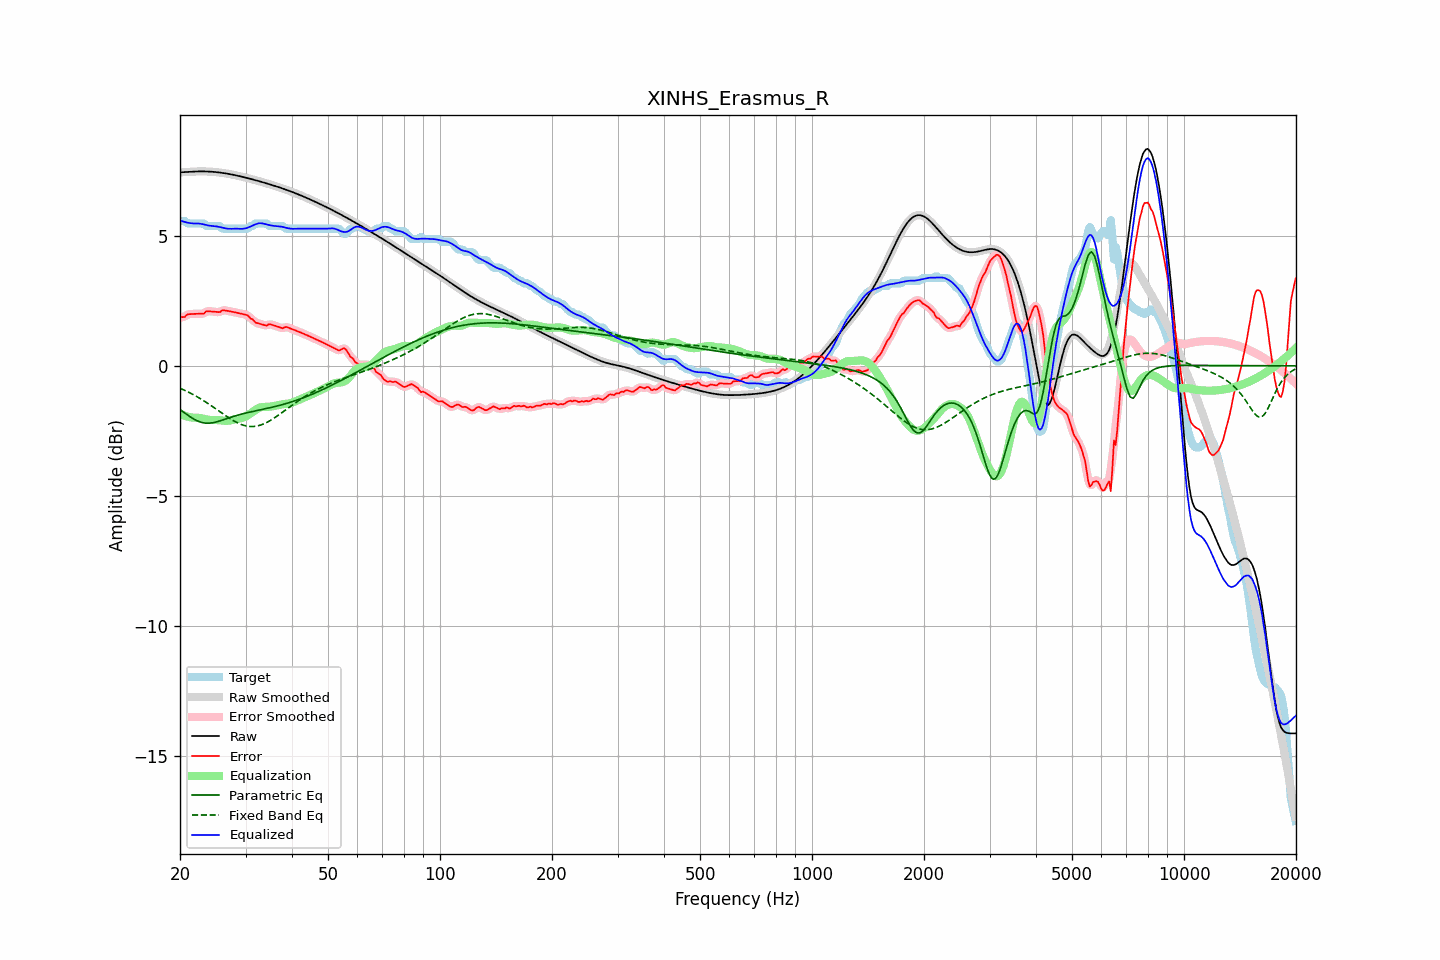 XINHS_Erasmus_R
Amplitude (dBr)
5
0
−5
−10
−15
Target
Raw Smoothed
Error Smoothed
Raw
Error
Equalization
Parametric Eq
Fixed Band Eq
Equalized
20 50 100 200 500 1000 2000 5000 10000 20000
Frequency (Hz)